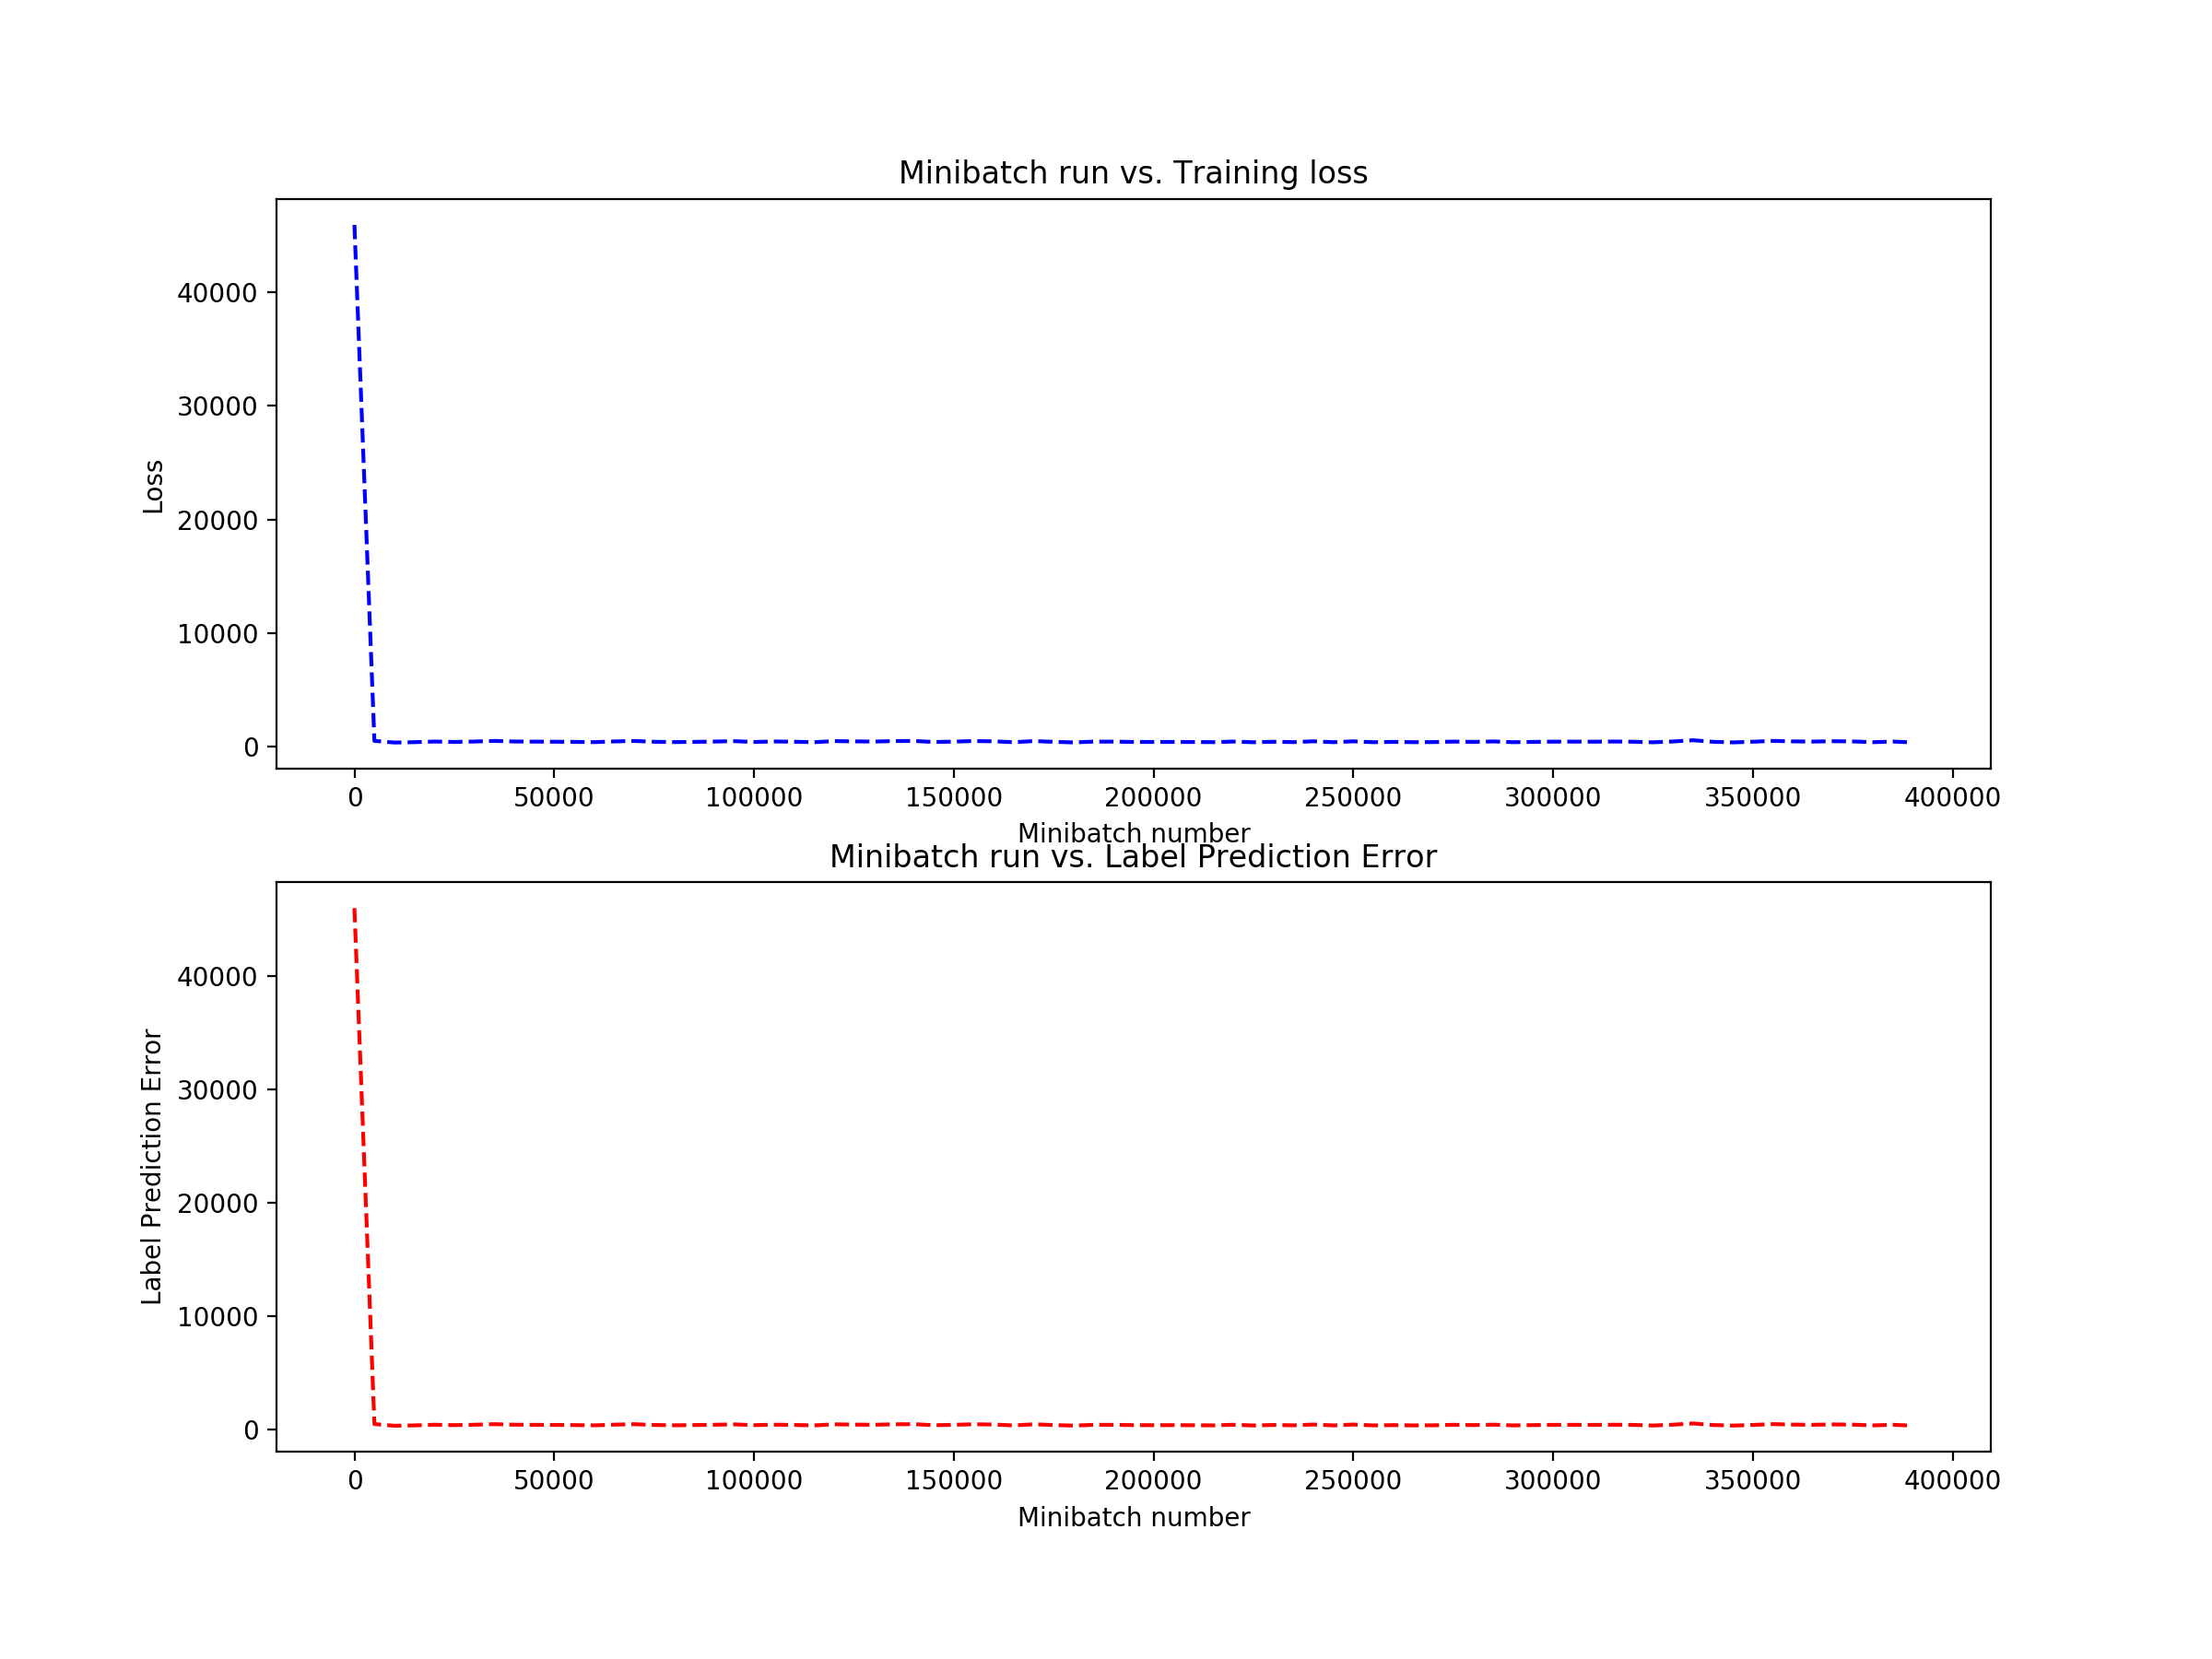 Minibatch run vs. Training loss
40000
30000
20000
10000
0
Loss
0 50000 100000 150000 200000 250000 300000 350000 400000
Minibatch number
Minibatch run vs. Label Prediction Error
40000
30000
20000
10000
0
Label Prediction Error
0 50000 100000 150000 200000 250000 300000 350000 400000
Minibatch number